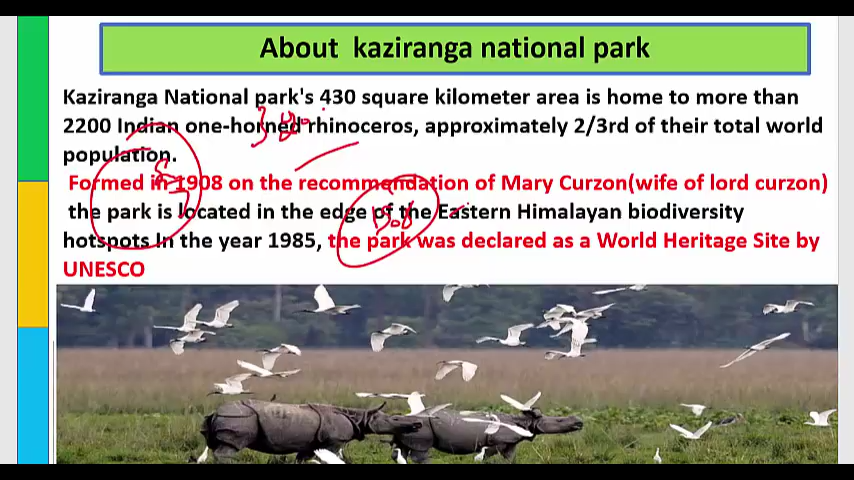 About kaziranga national park
Kaziranga National park's 430 square kilometer area is home to more than
2200 Indian one-horned rhinoceros, approximately 2/3rd of their total world
population.
Formed in 1908 on the recommendation of Mary Curzon(wife of lord curzon)
the park is located in the edge of the Eastern Himalayan biodiversity
hotspots In the year 1985, the park was declared as a World Heritage Site by
UNESCO